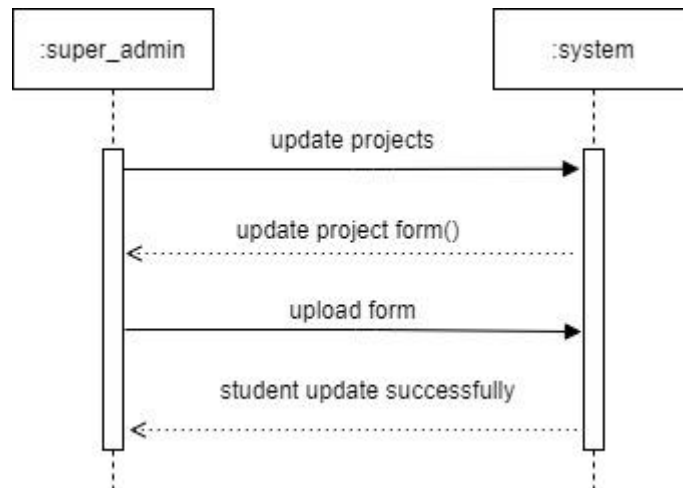 :super_admin
:system
update projects
update project form()
upload form
student update successfully